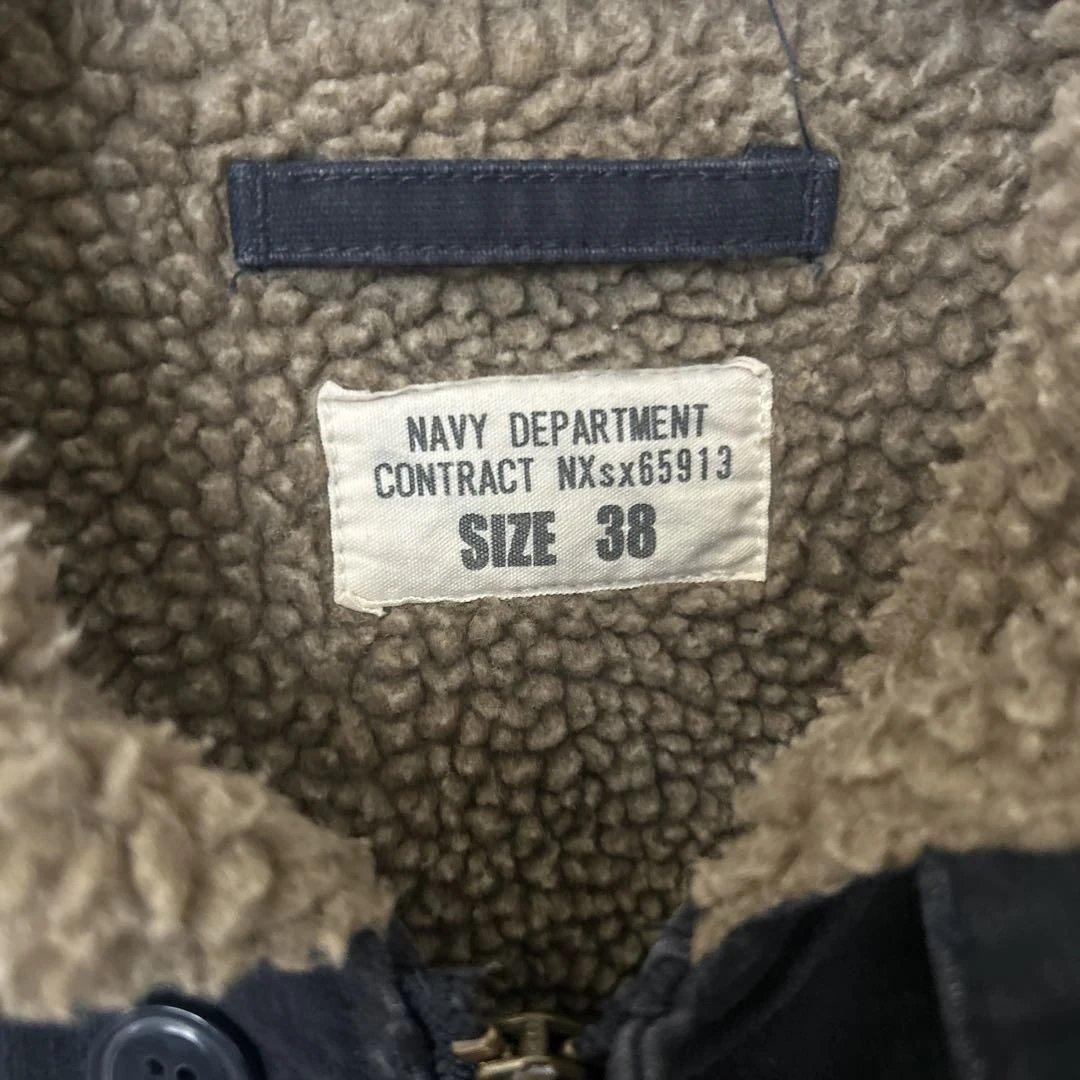 NAVY DEPARTMENT
CONTRACT NXsx65913
SIZE 38